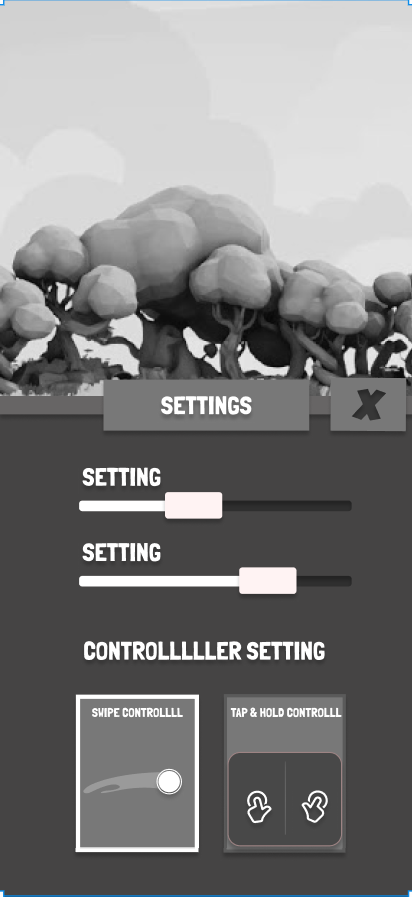 SETTINGS
X
SETTING
SETTING
CONTROLLLLLER SETTING
SWIPE CONTROLLLL
TAP & HOLD CONTROLLL